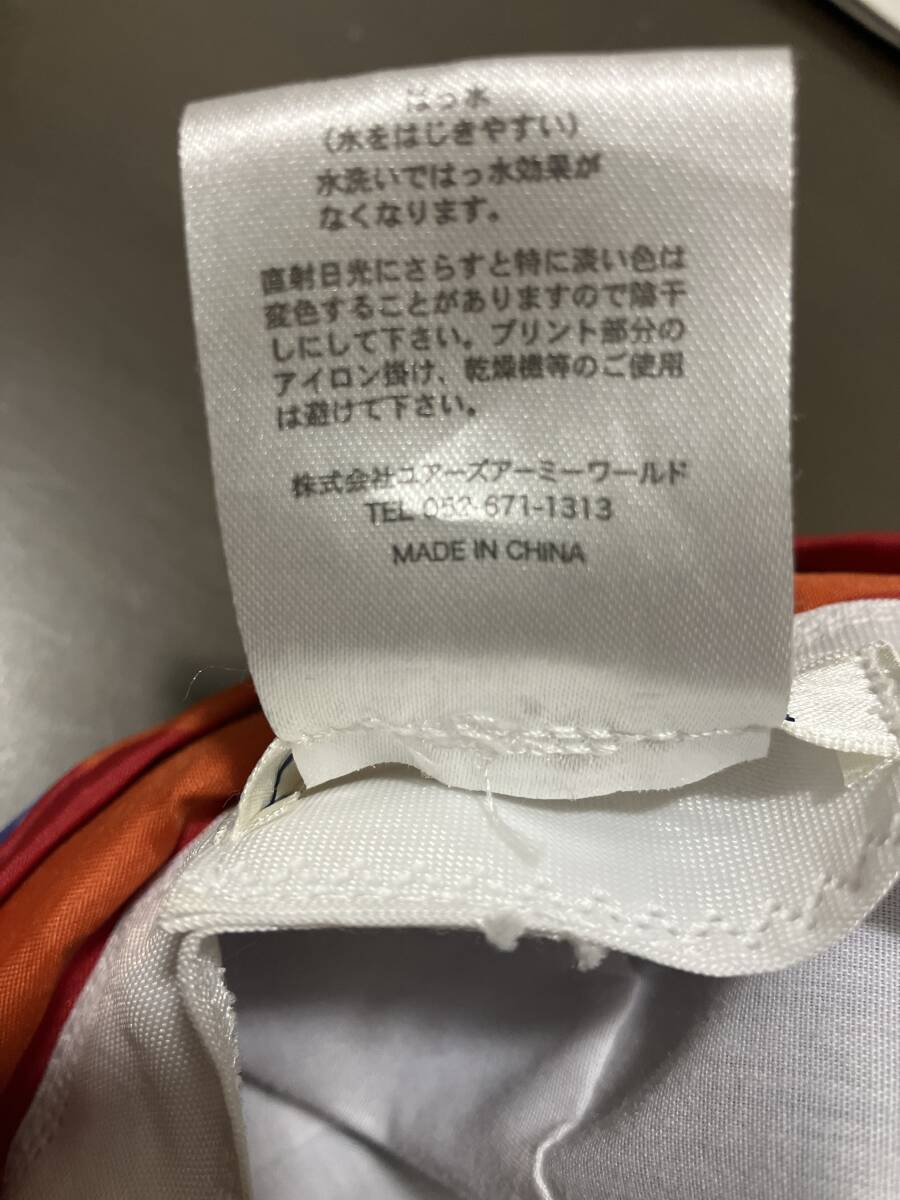 はっ水
（水をはじきやすい）
水洗いではっ水効果が
なくなります。
直射日光にさらすと特に淡い色は
変色することがありますので陰干
しにして下さい。プリント部分の
アイロン掛け、乾燥機等のご使用
は避けて下さい。
株式会社ユアーズアーミーワールド
TEL 052-671-1313
MADE IN CHINA